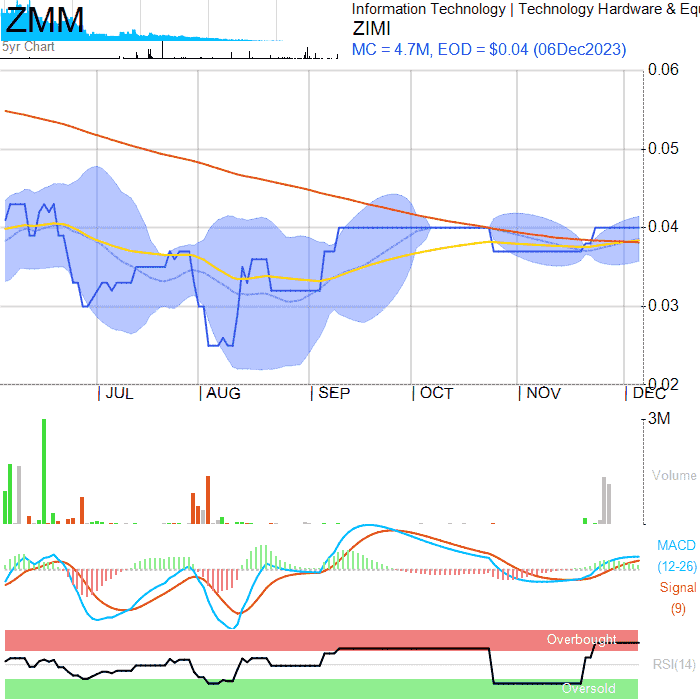 ZMM
5yr Chart
Information Technology | Technology Hardware & Equ
ZIMI
MC = 4.7M, EOD = $0.04 (06Dec2023)
0.06
0.05
0.04
0.03
0.02
JUL AUG SEP OCT NOV DEC
3M
Volume
MACD
(12-26)
Signal
(9)
Overbought
RSI(14)
Oversold